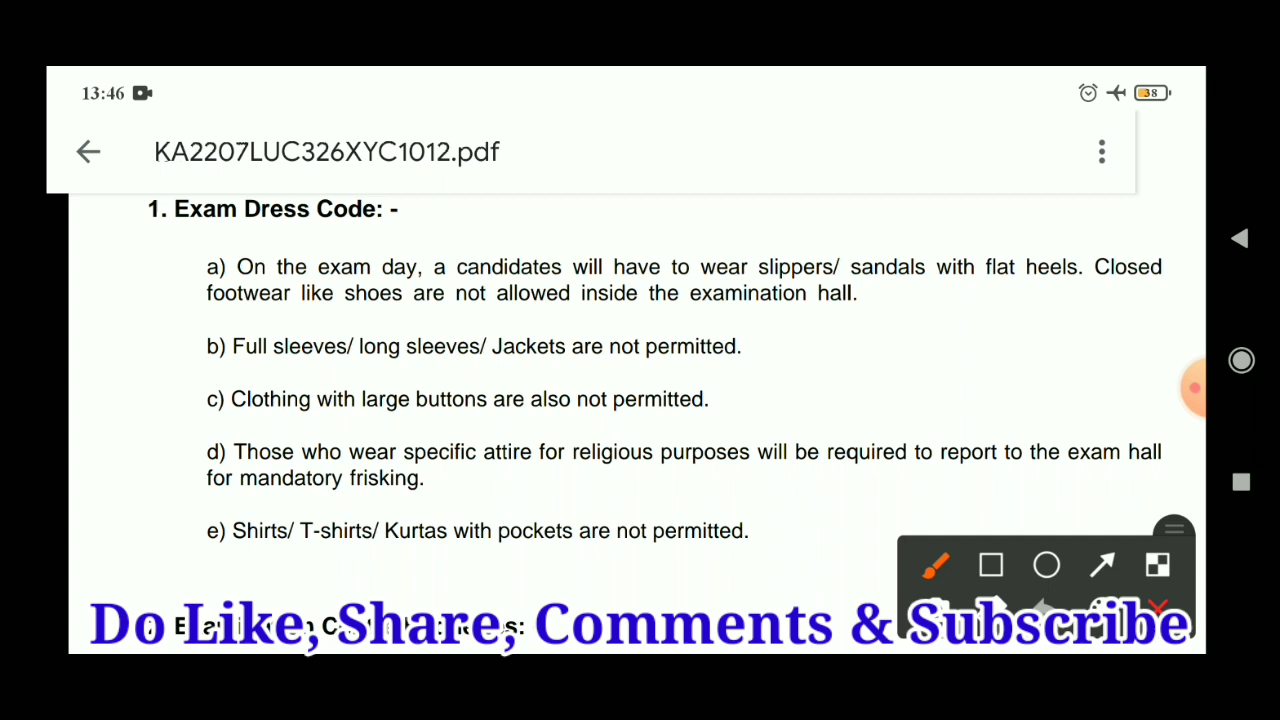 13:46
38
KA2207LUC326XYC1012.pdf
1. Exam Dress Code: -
a) On the exam day, a candidates will have to wear slippers/ sandals with flat heels. Closed
footwear like shoes are not allowed inside the examination hall.
b) Full sleeves/ long sleeves/ Jackets are not permitted.
c) Clothing with large buttons are also not permitted.
d) Those who wear specific attire for religious purposes will be required to report to the exam hall
for mandatory frisking.
e) Shirts/ T-shirts/ Kurtas with pockets are not permitted.
Do Like, Share, Comments & Subscribe